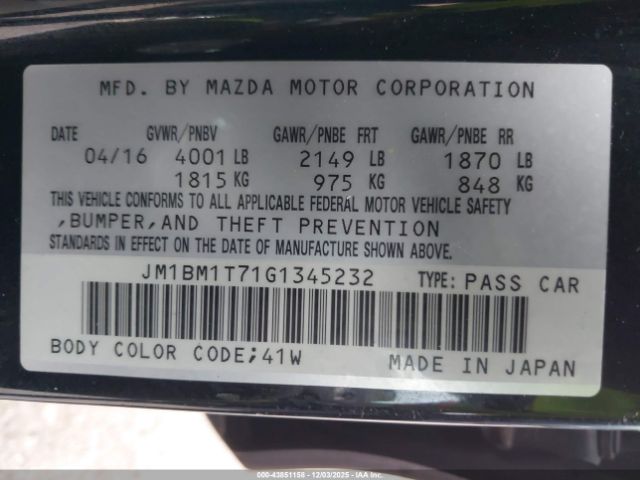 MFD. BY MAZDA MOTOR CORPORATION
DATE GVWR/PNBV GAWR/PNBE FRT GAWR/PNBE RR
04/16 4001 LB 2149 LB 1870 LB
1815 KG 975 KG 848 KG
THIS VEHICLE CONFORMS TO ALL APPLICABLE FEDERAL MOTOR VEHICLE SAFETY
,BUMPER,AND THEFT PREVENTION
STANDARDS IN EFFECT ON THE DATE OF MANUFACTURE SHOWN ABOVE.
JM1BM1T71G1345232 TYPE: PASS CAR
BODY COLOR CODE;41W MADE IN JAPAN
000-43851158 - 12/03/2025 - IAAI.COM